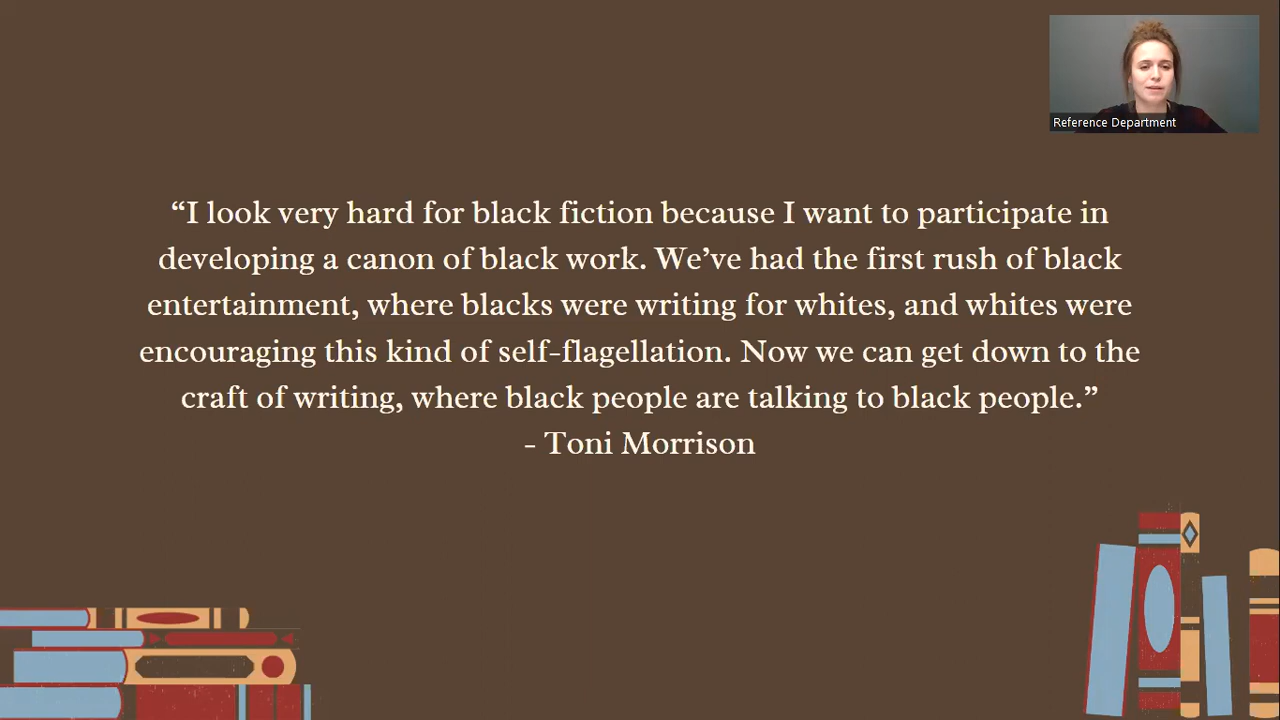 Reference Department
“I look very hard for black fiction because I want to participate in
developing a canon of black work. We’ve had the first rush of black
entertainment, where blacks were writing for whites, and whites were
encouraging this kind of self-flagellation. Now we can get down to the
craft of writing, where black people are talking to black people.”
- Toni Morrison